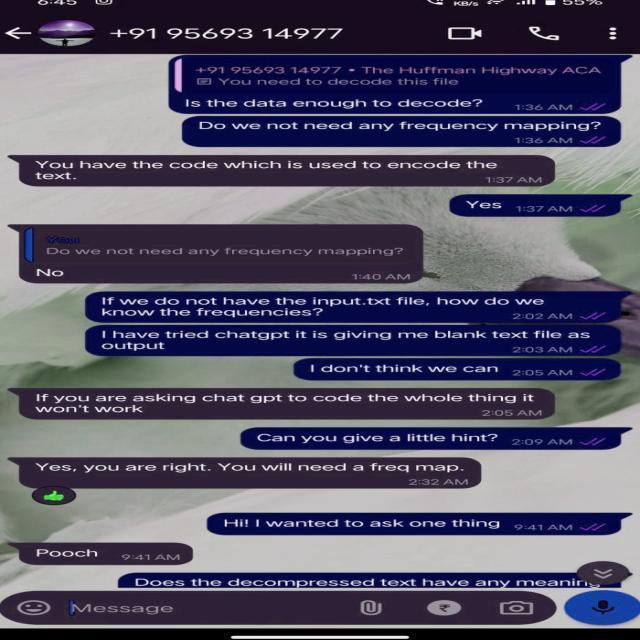 6:45
KB/s
55%
+91 95693 14977
+91 95693 14977 • The Huffman Highway ACA
You need to decode this file
Is the data enough to decode? 1:36 AM
Do we not need any frequency mapping?
1:36 AM
You have the code which is used to encode the
text.
1:37 AM
Yes 1:37 AM
You
Do we not need any frequency mapping?
No 1:40 AM
If we do not have the input.txt file, how do we
know the frequencies? 2:02 AM
I have tried chatgpt it is giving me blank text file as
output 2:03 AM
I don't think we can 2:05 AM
If you are asking chat gpt to code the whole thing it
won't work 2:05 AM
Can you give a little hint? 2:09 AM
Yes, you are right. You will need a freq map.
2:32 AM
Hi! I wanted to ask one thing 9:41 AM
Pooch 9:41 AM
Does the decompressed text have any meaning
Message